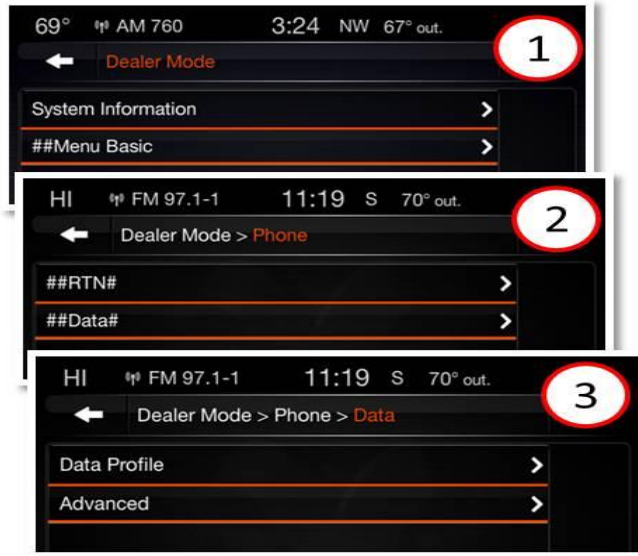 69° AM 760 3:24 NW 67° out.
1
Dealer Mode
System Information
##Menu Basic
HI FM 97.1-1 11:19 S 70° out.
2
Dealer Mode > Phone
##RTN#
##Data#
HI FM 97.1-1 11:19 S 70° out.
3
Dealer Mode > Phone > Data
Data Profile
Advanced